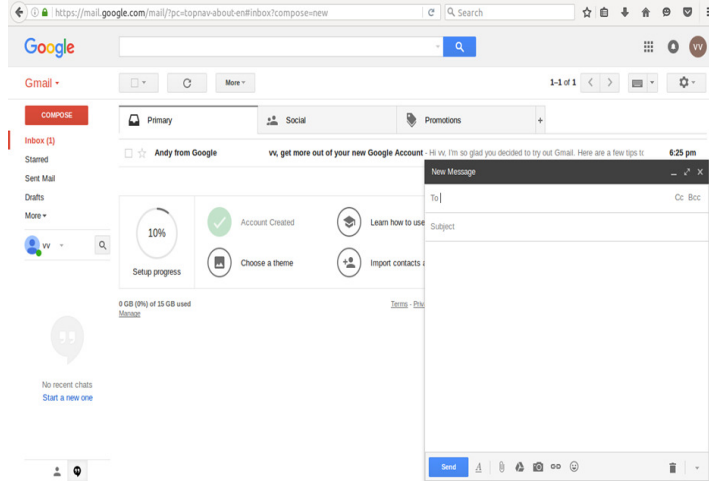 https://mail.google.com/mail/?pc=topnav-about-en#inbox?compose=new
Search
Google
VV
Gmail
More
1–1 of 1
COMPOSE
Primary
Social
Promotions
+
Inbox (1)
Starred
Sent Mail
Drafts
More
Andy from Google
vv, get more out of your new Google Account - Hi vv. I'm so glad you decided to try out Gmail. Here are a few tips to
6:25 pm
New Message
To
Cc Bcc
Subject
vv
10%
Setup progress
Account Created
Learn how to use
Choose a theme
Import contacts a
0 GB (0%) of 15 GB used
Manage
Terms - Priv
No recent chats
Start a new one
Send
A